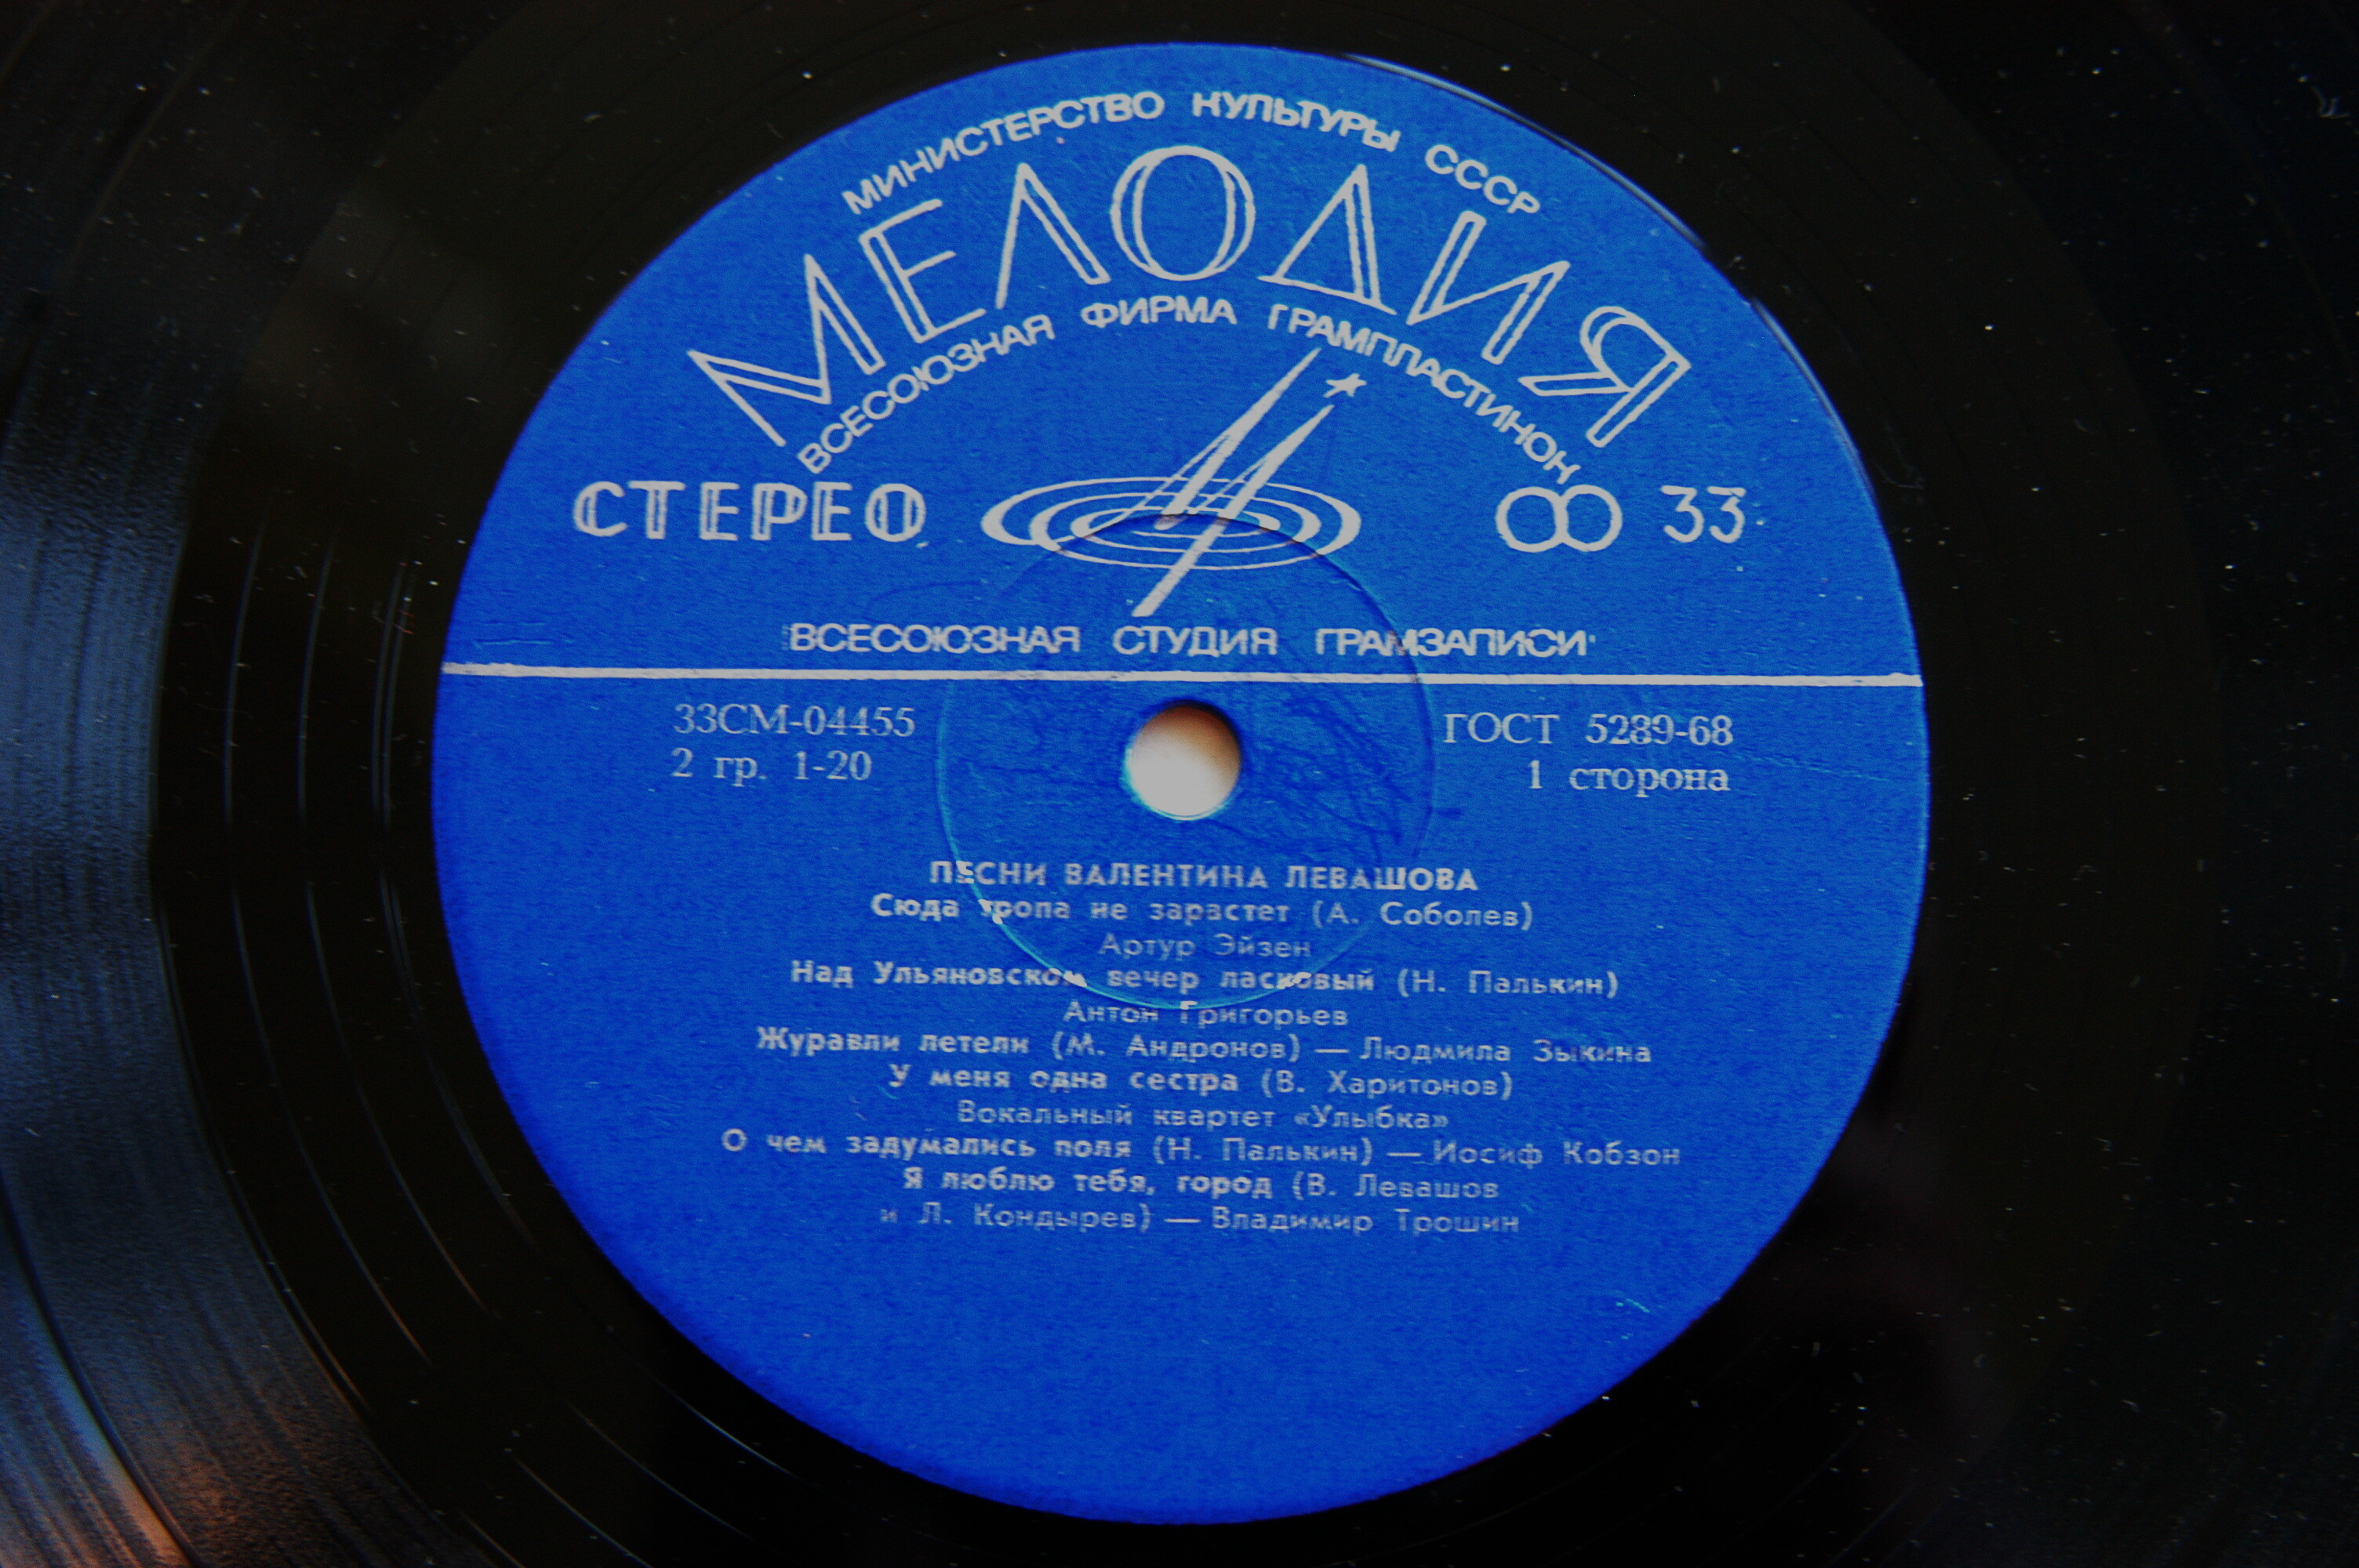 МИНИСТЕРСТВО КУЛЬТУРЫ СССР
МЕЛОДИЯ
ВСЕСОЮЗНАЯ ФИРМА ГРАМПЛАСТИНОК
СТЕРЕО 33
ВСЕСОЮЗНАЯ СТУДИЯ ГРАМЗАПИСИ
33СМ-04455 ГОСТ 5289-68
2 гр. 1-20 1 сторона
ПЕСНИ ВАЛЕНТИНА ЛЕВАШОВА
Сюда тропа не зарастет (А. Соболев)
Артур Эйзен
Над Ульяновском вечер ласковый (Н. Палькин)
Антон Григорьев
Журавли летели (М. Андронов) — Людмила Зыкина
У меня одна сестра (В. Харитонов)
Вокальный квартет «Улыбка»
О чем задумались поля (Н. Палькин) — Иосиф Кобзон
Я люблю тебя, город (В. Левашов
и Л. Кондырев) — Владимир Трошин